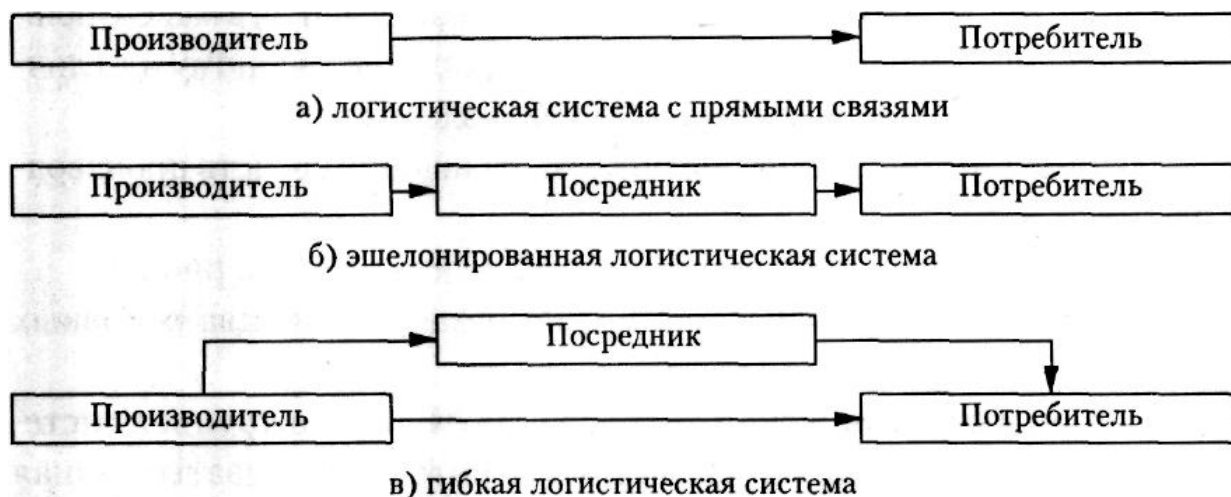 Производитель Потребитель
а) логистическая система с прямыми связями
Производитель Посредник Потребитель
б) эшелонированная логистическая система
Посредник
Производитель Потребитель
в) гибкая логистическая система